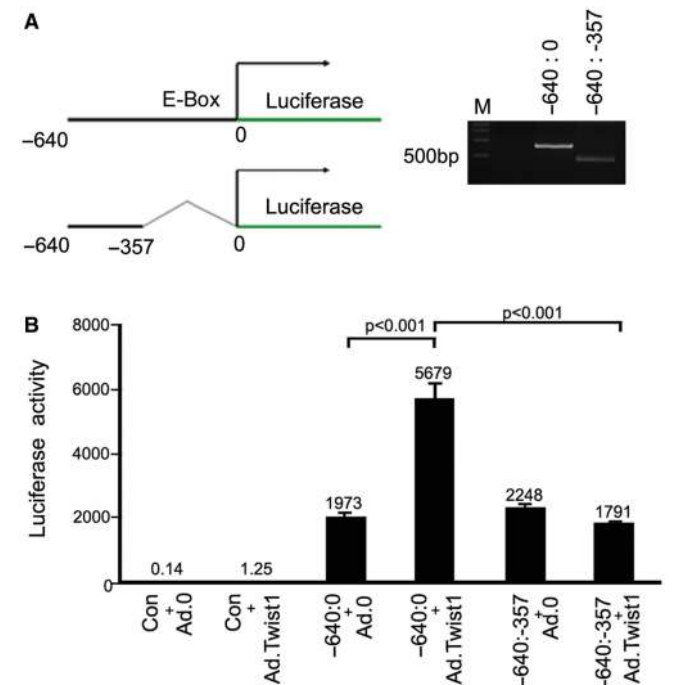 A
E-Box
Luciferase
−640
0
Luciferase
−640
−357
0
M
−640 : 0
−640 : -357
500bp
B
Luciferase activity
8000
6000
4000
2000
0
p<0.001
p<0.001
0.14
1.25
1973
5679
2248
1791
Con
+
Ad.0
Con
+
Ad.Twist1
−640:0
+
Ad.0
−640:0
+
Ad.Twist1
−640:-357
+
Ad.0
−640:-357
+
Ad.Twist1